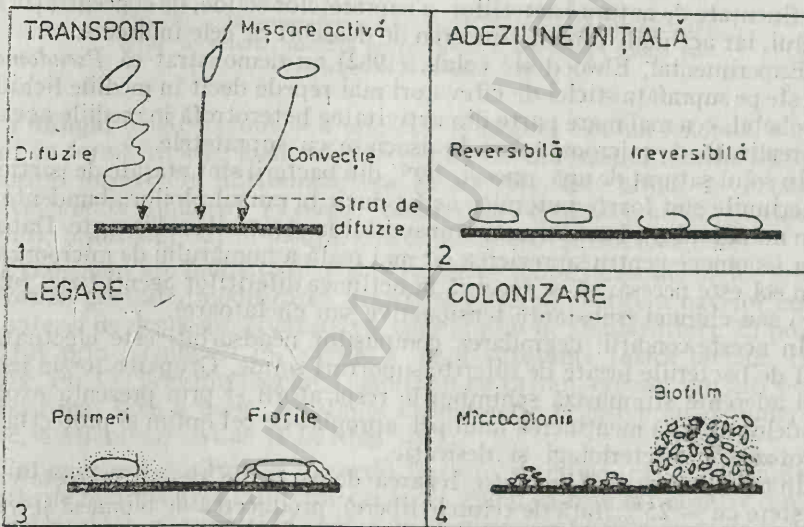 TRANSPORT
Mișcare activă
Difuzie
Convecție
Strat de
difuzie
1
ADEZIUNE INIȚIALĂ
Reversibilă
Ireversibilă
2
LEGARE
Polimeri
Fibrile
3
COLONIZARE
Microcolonii
Biofilm
4